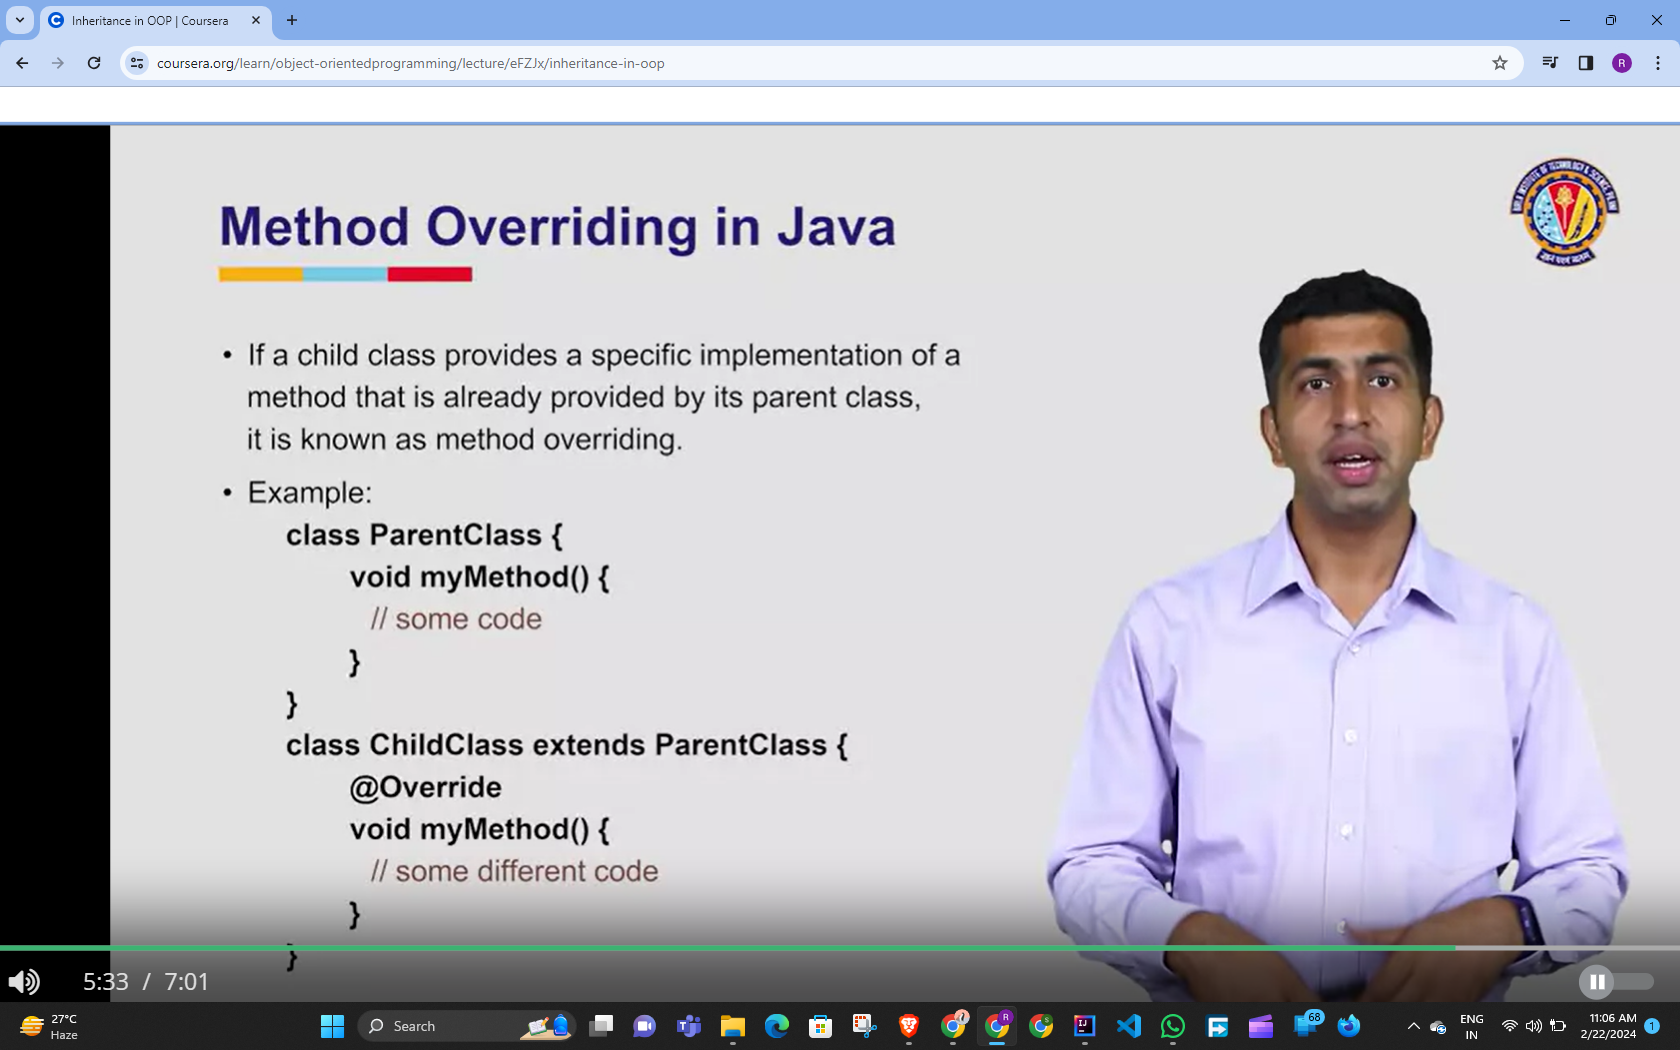 Inheritance in OOP | Coursera
coursera.org/learn/object-orientedprogramming/lecture/eFZJx/inheritance-in-oop
R
Method Overriding in Java
• If a child class provides a specific implementation of a
method that is already provided by its parent class,
it is known as method overriding.
• Example:
class ParentClass {
void myMethod() {
// some code
}
}
class ChildClass extends ParentClass {
@Override
void myMethod() {
// some different code
}
}
5:33 / 7:01
27°C
Haze
Search
68
ENG
IN
11:06 AM
2/22/2024
1